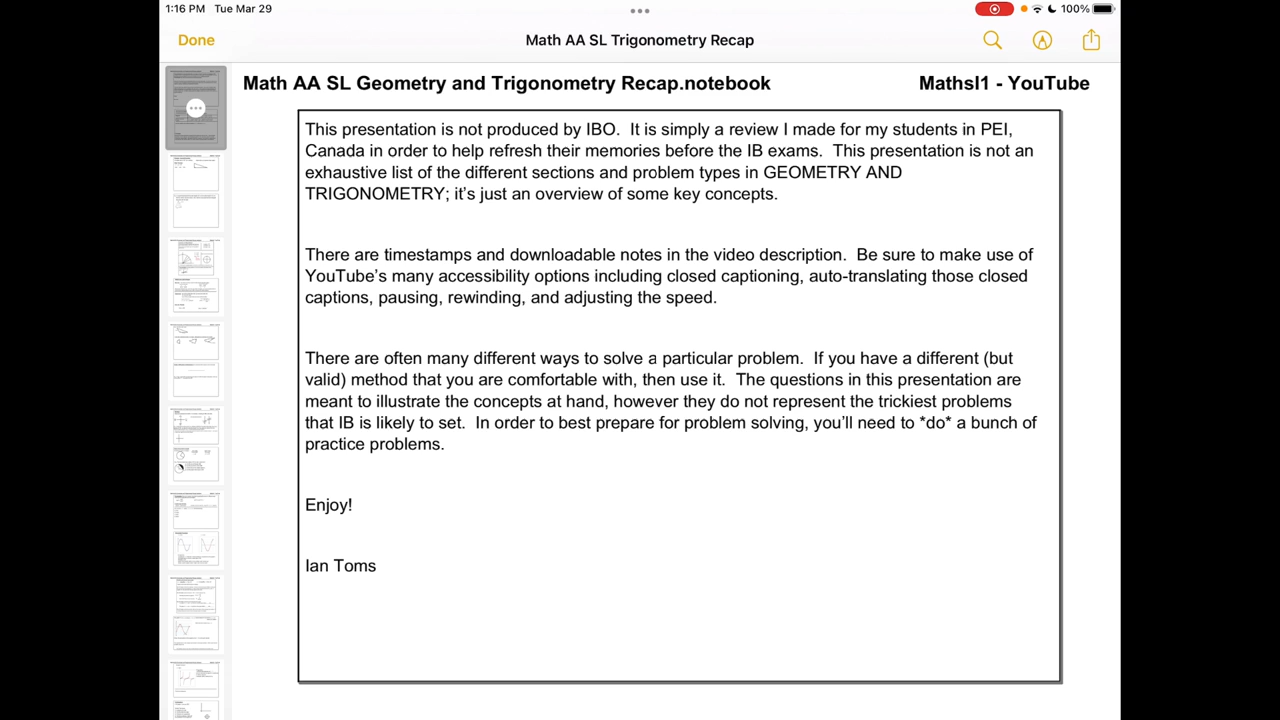 1:16 PM Tue Mar 29
100%
Done
Math AA SL Trigonometry Recap
Math AA SL Geometry and Trigonometry Recap.notebook
Mathsl1 - YouTube
This presentation is not produced by IBO. It is simply a review I made for my students in PEI,
Canada in order to help refresh their memories before the IB exams. This presentation is not an
exhaustive list of the different sections and problem types in GEOMETRY AND
TRIGONOMETRY; it's just an overview of some key concepts.
There are timestamps and downloadable notes in the video description. Be sure to make use of
YouTube's many accessibility options including closed captioning, auto-translating those closed
captions, pausing, rewinding, and adjusting the speed.
There are often many different ways to solve a particular problem. If you have a different (but
valid) method that you are comfortable with, then use it. The questions in this presentation are
meant to illustrate the concepts at hand, however they do not represent the trickiest problems
that IB is likely to ask. In order to best prepare for problem solving, you'll need to *do* a bunch of
practice problems.
Enjoy!
Ian Toms